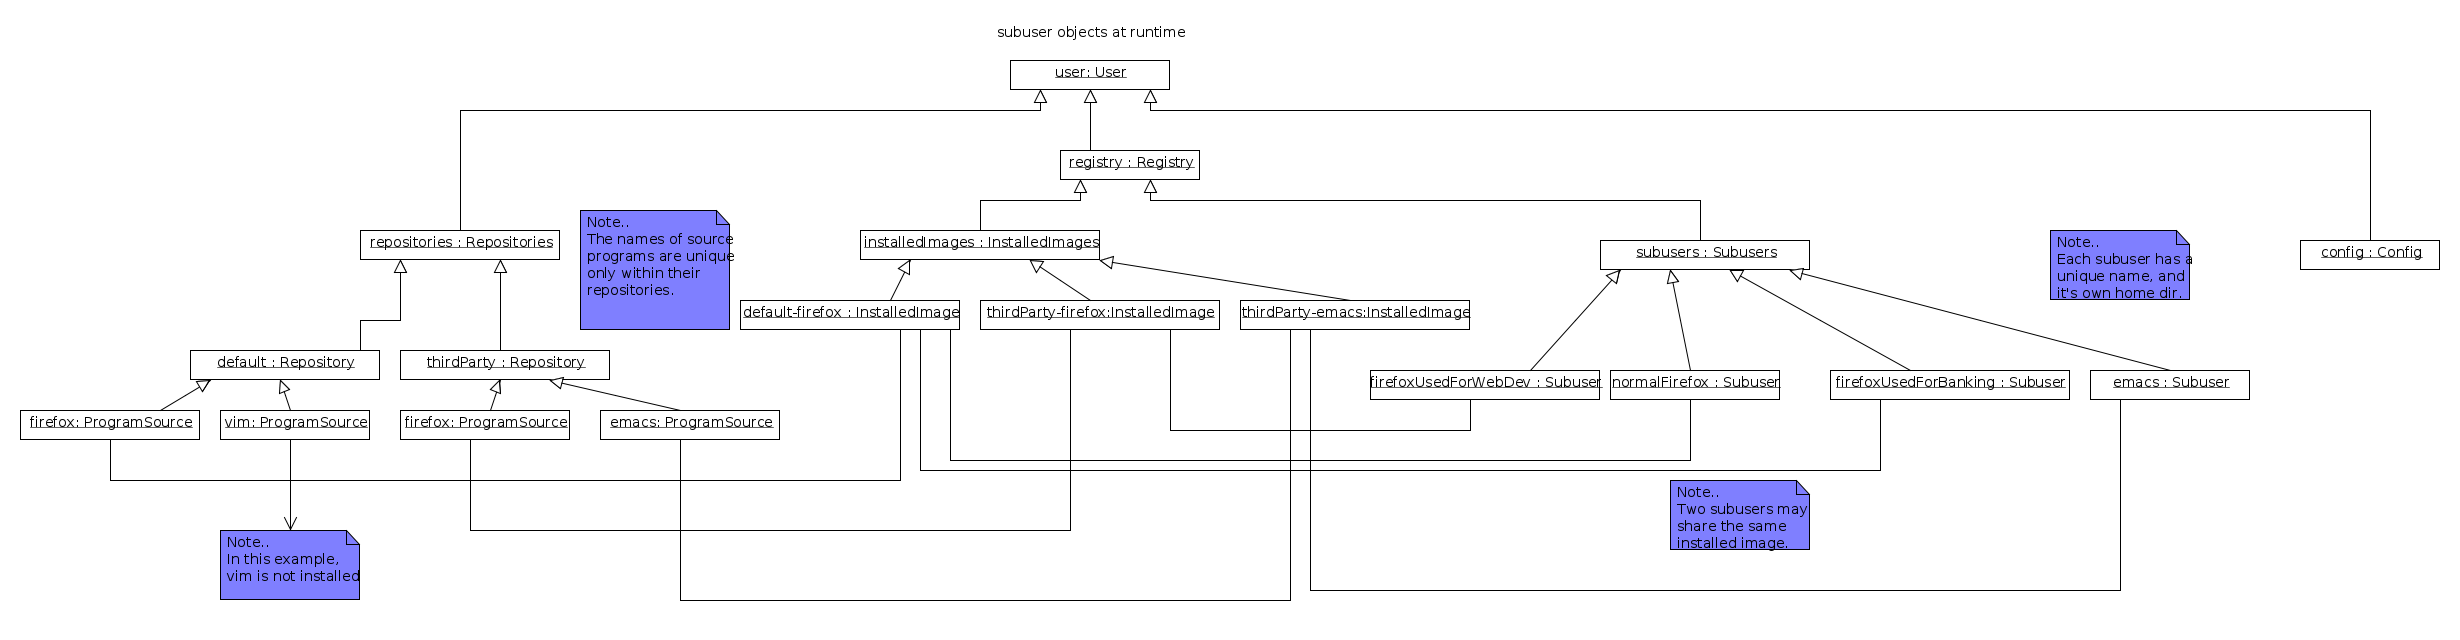 subuser objects at runtime
user: User
registry : Registry
repositories : Repositories
Note..
The names of source
programs are unique
only within their
repositories.
installedImages : InstalledImages
subusers : Subusers
Note..
Each subuser has a
unique name, and
it's own home dir.
config : Config
default-firefox : InstalledImage
thirdParty-firefox:InstalledImage
thirdParty-emacs:InstalledImage
default : Repository
thirdParty : Repository
firefoxUsedForWebDev : Subuser
normalFirefox : Subuser
firefoxUsedForBanking : Subuser
emacs : Subuser
firefox: ProgramSource
vim: ProgramSource
firefox: ProgramSource
emacs: ProgramSource
Note..
Two subusers may
share the same
installed image.
Note..
In this example,
vim is not installed